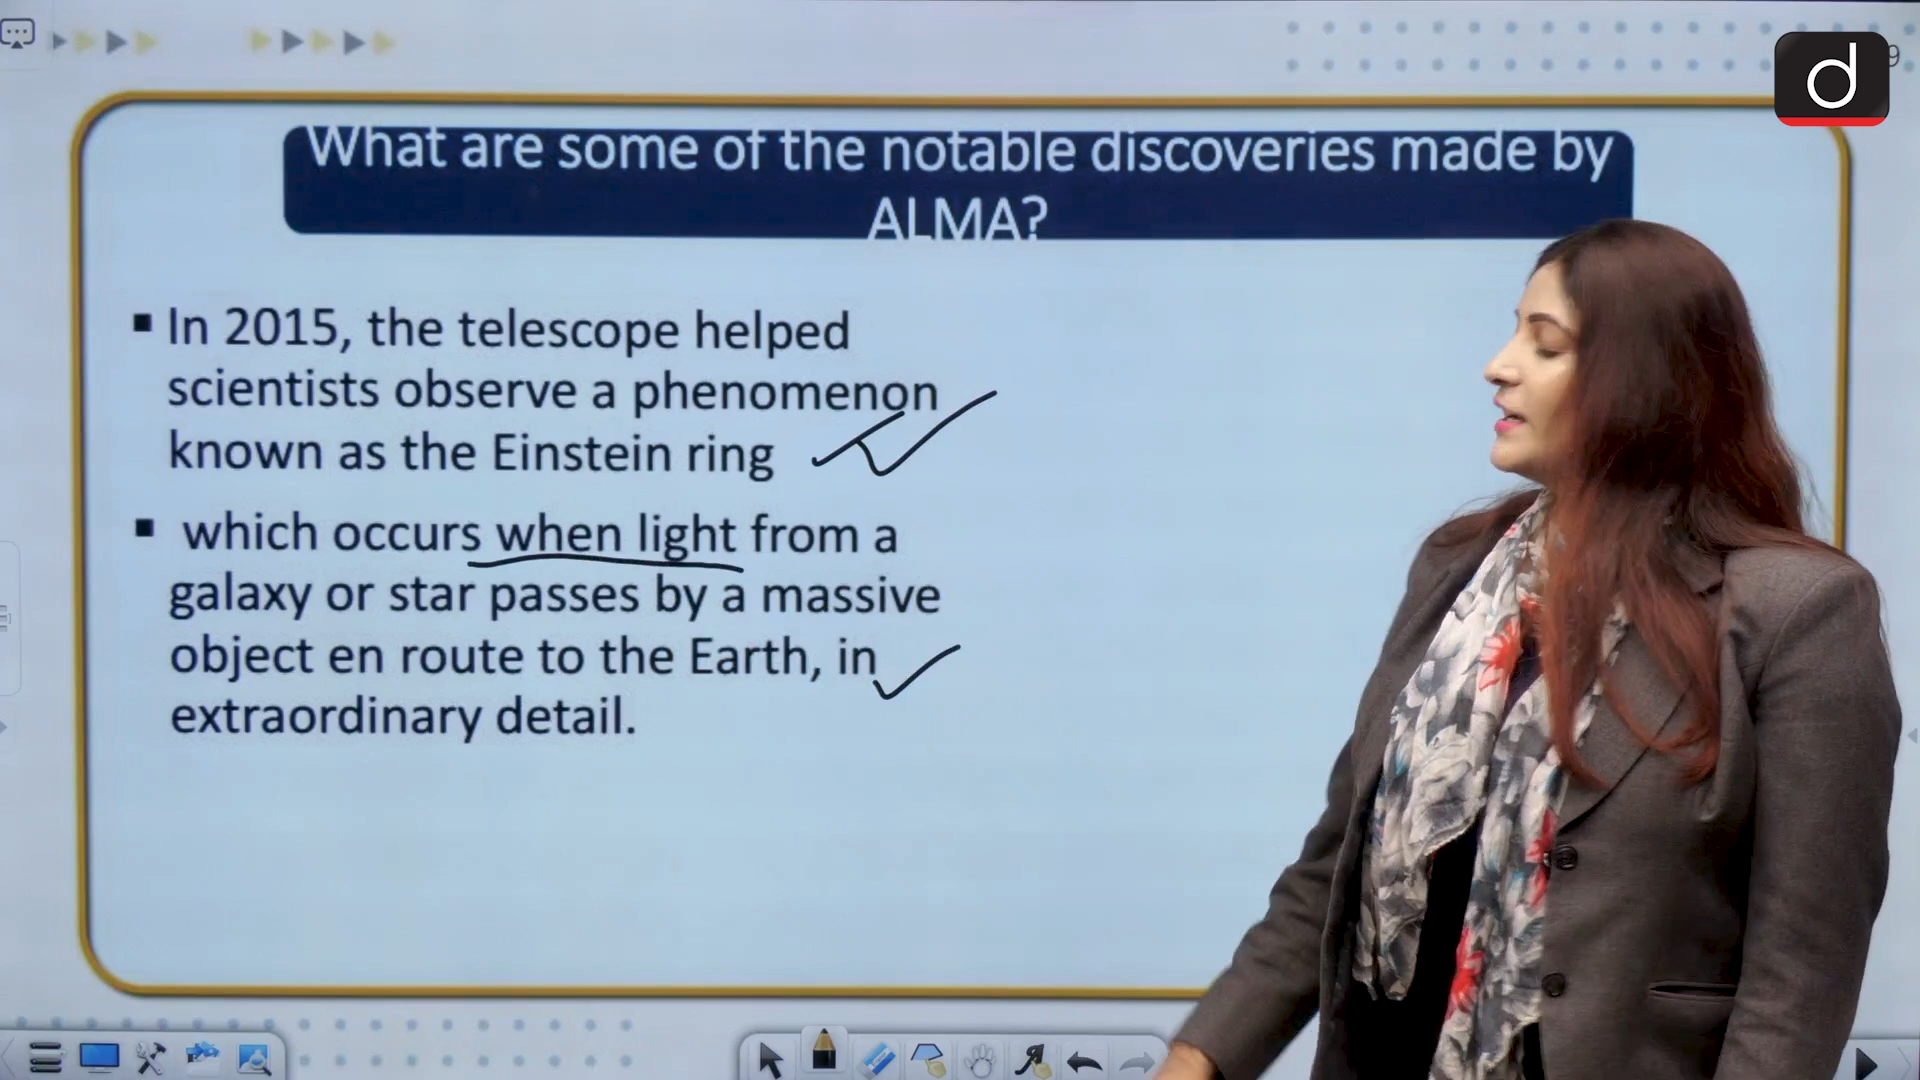 What are some of the notable discoveries made by
ALMA?
▪ In 2015, the telescope helped
scientists observe a phenomenon
known as the Einstein ring
▪ which occurs when light from a
galaxy or star passes by a massive
object en route to the Earth, in
extraordinary detail.
d
9